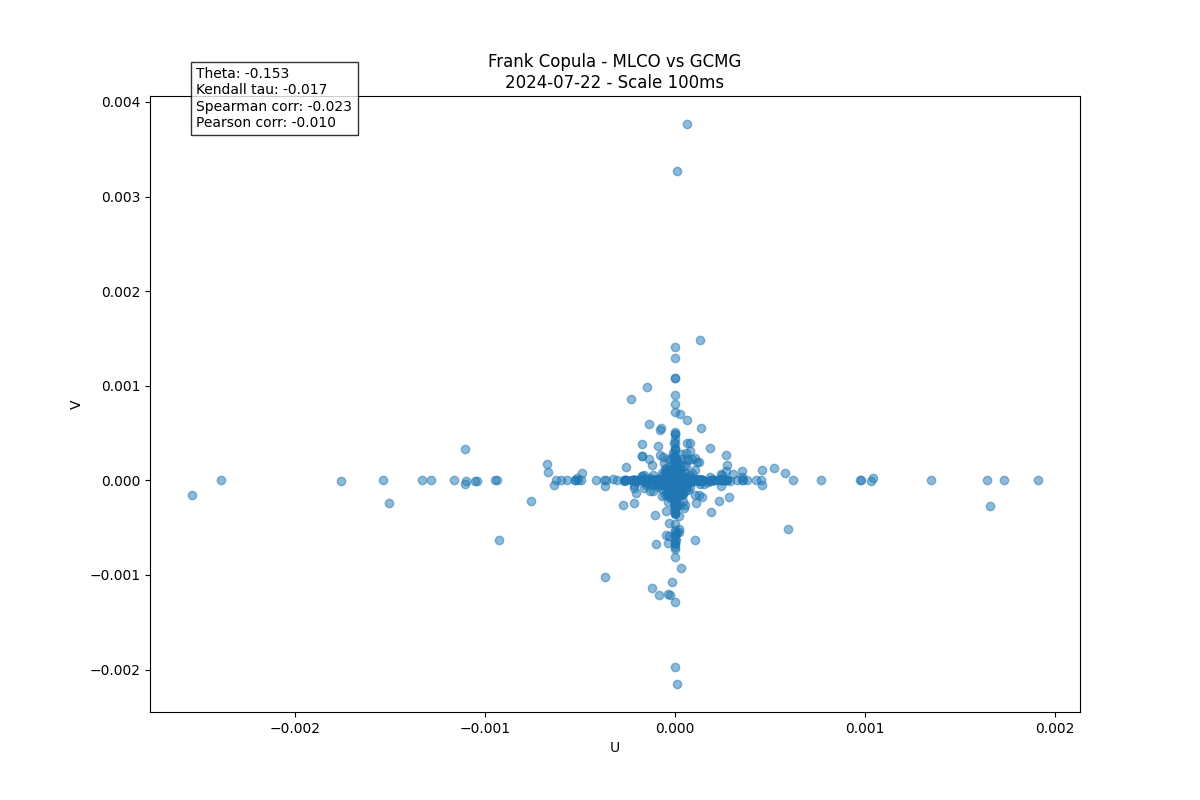 Frank Copula - MLCO vs GCMG
2024-07-22 - Scale 100ms
Theta: -0.153
Kendall tau: -0.017
Spearman corr: -0.023
Pearson corr: -0.010
0.004
0.003
0.002
0.001
0.000
−0.001
−0.002
V
−0.002
−0.001
0.000
0.001
0.002
U